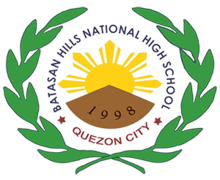 BATASAN HILLS NATIONAL HIGH SCHOOL
1998
QUEZON CITY